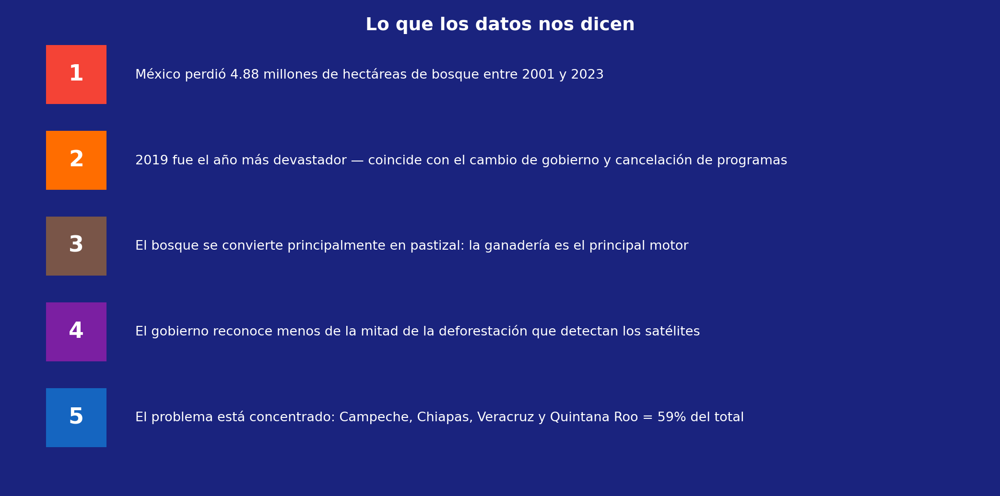 Lo que los datos nos dicen
1
México perdió 4.88 millones de hectáreas de bosque entre 2001 y 2023
2
2019 fue el año más devastador — coincide con el cambio de gobierno y cancelación de programas
3
El bosque se convierte principalmente en pastizal: la ganadería es el principal motor
4
El gobierno reconoce menos de la mitad de la deforestación que detectan los satélites
5
El problema está concentrado: Campeche, Chiapas, Veracruz y Quintana Roo = 59% del total